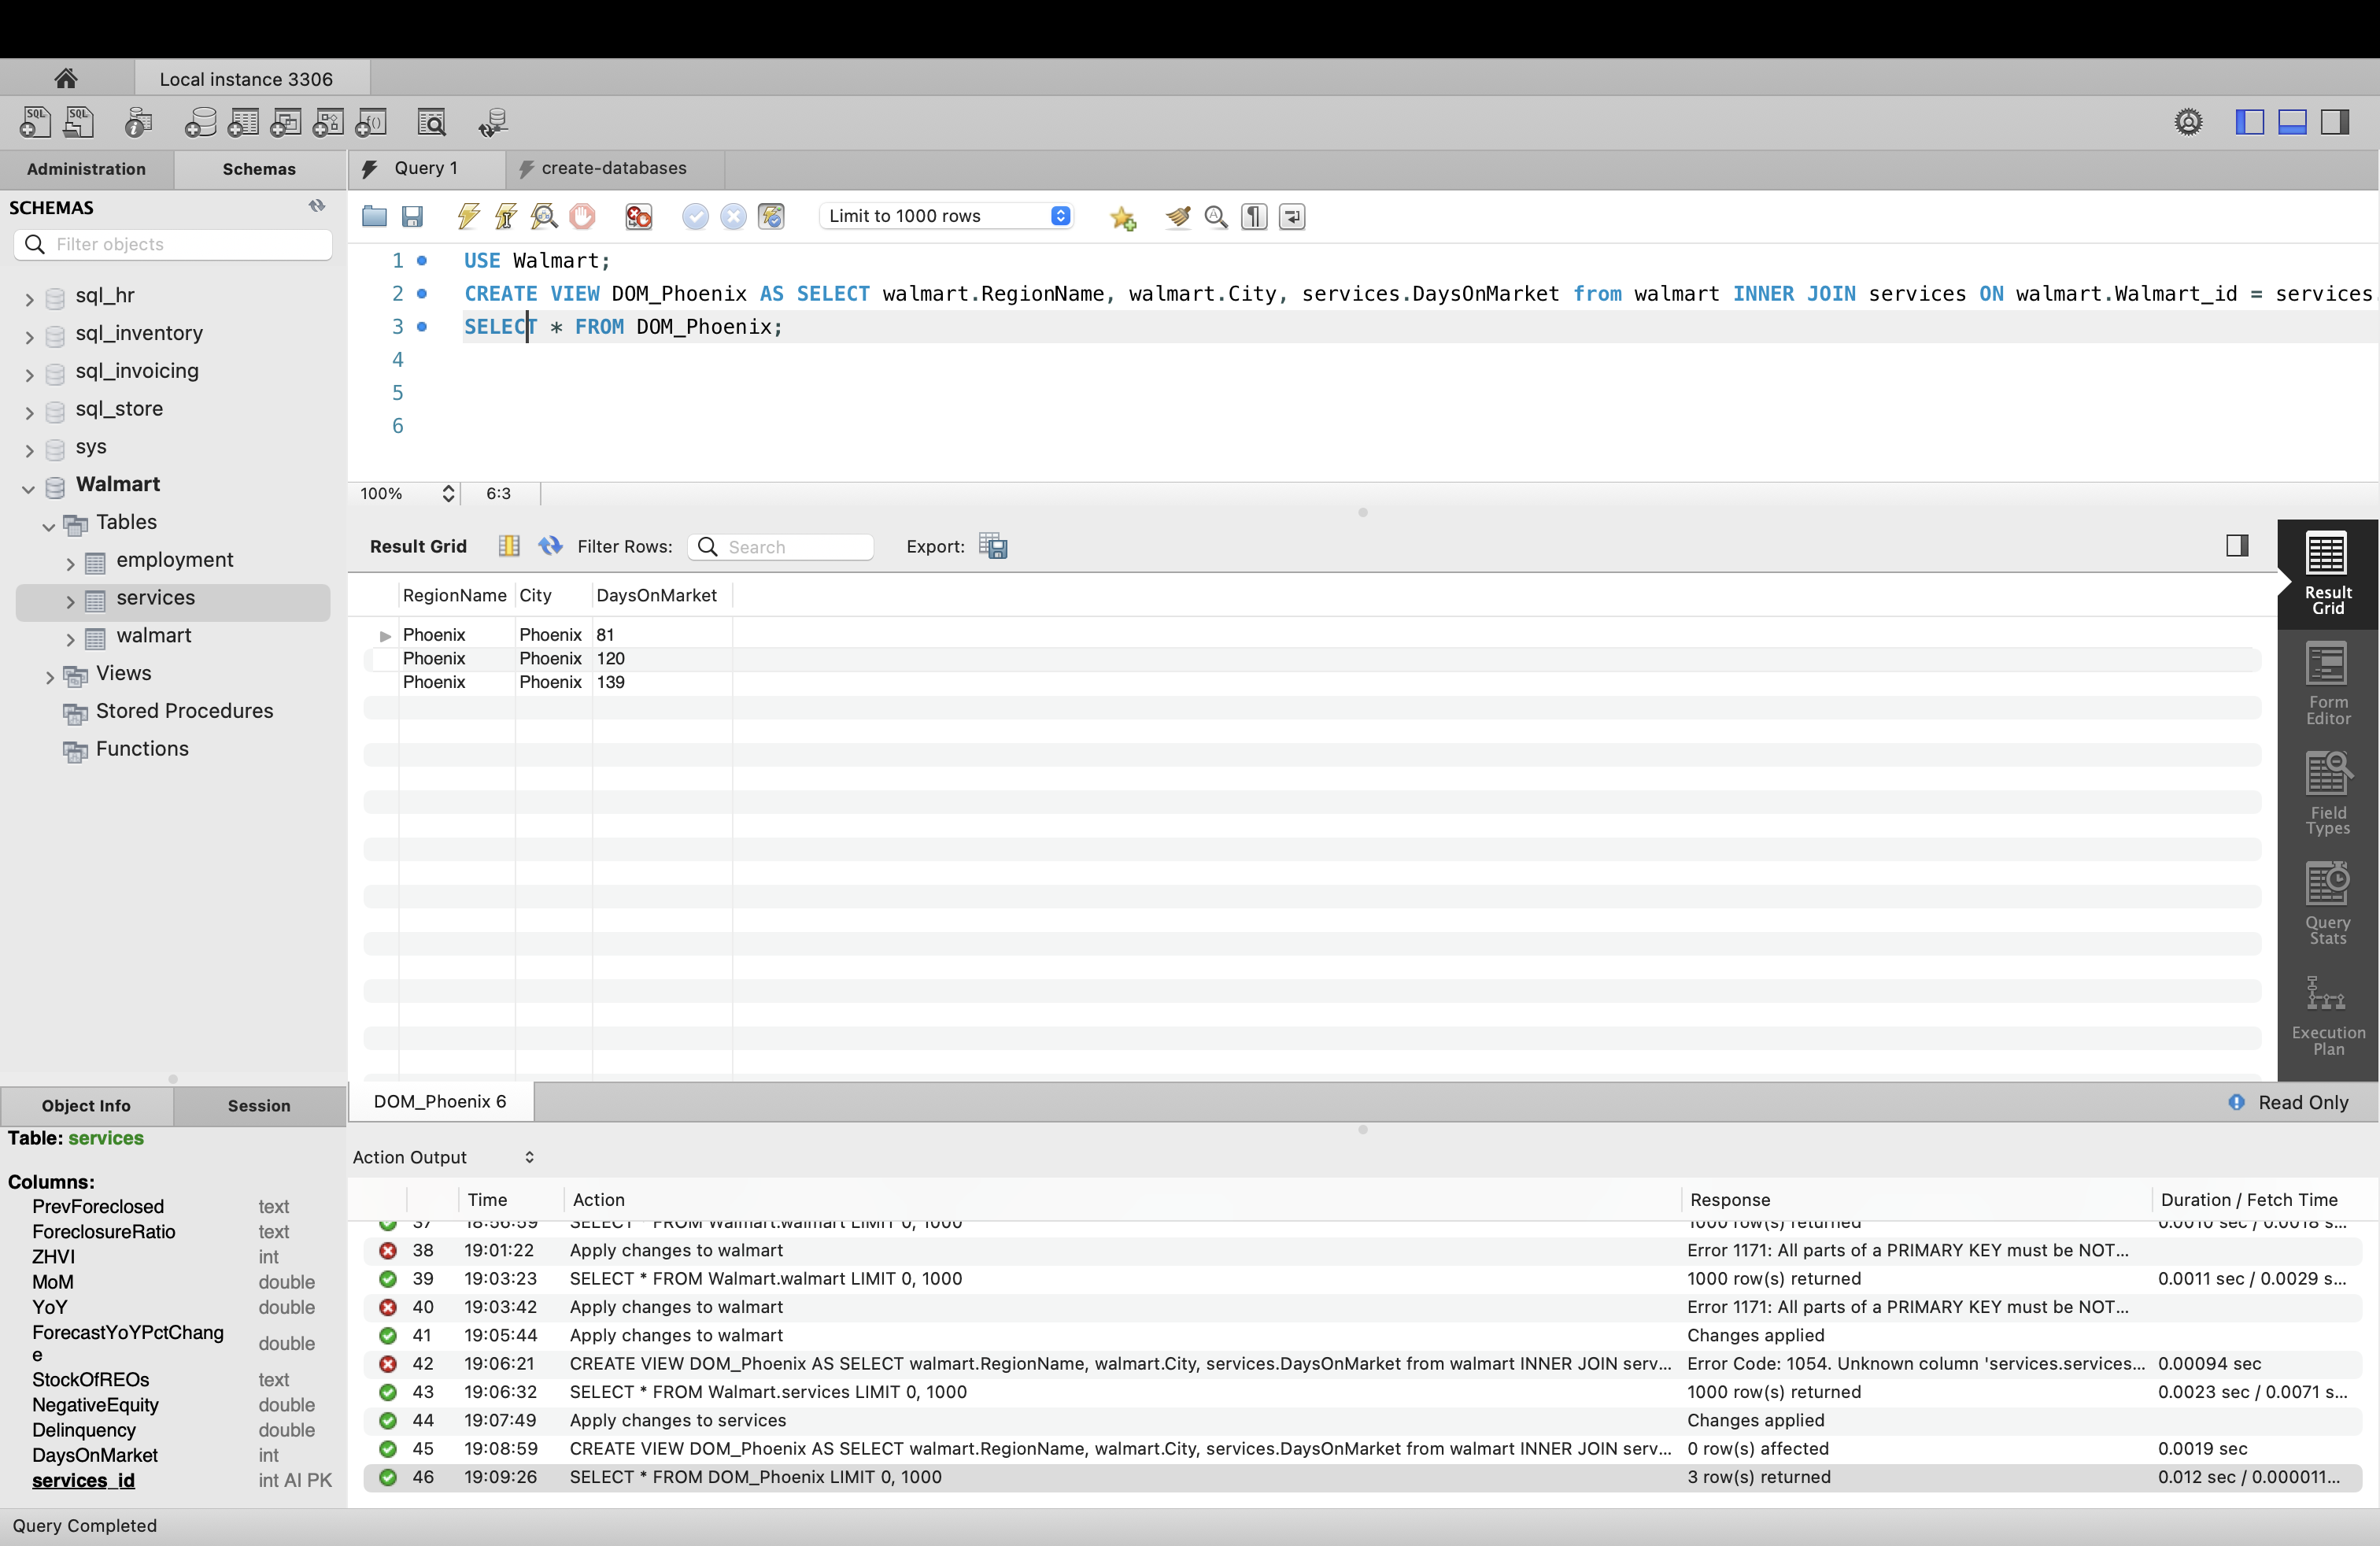 Local instance 3306
Administration
Schemas
Query 1
create-databases
SCHEMAS
Filter objects
sql_hr
sql_inventory
sql_invoicing
sql_store
sys
Walmart
Tables
employment
services
walmart
Views
Stored Procedures
Functions
Limit to 1000 rows
1 USE Walmart;
2 CREATE VIEW DOM_Phoenix AS SELECT walmart.RegionName, walmart.City, services.DaysOnMarket from walmart INNER JOIN services ON walmart.Walmart_id = services
3 SELECT * FROM DOM_Phoenix;
4
5
6
100% 6:3
Result Grid Filter Rows: Search Export:
RegionName City DaysOnMarket
Phoenix Phoenix 81
Phoenix Phoenix 120
Phoenix Phoenix 139
Result Grid
Form Editor
Field Types
Query Stats
Execution Plan
Object Info Session
Table: services
Columns:
PrevForeclosed text
ForeclosureRatio text
ZHVI int
MoM double
YoY double
ForecastYoYPctChang
e double
StockOfREOs text
NegativeEquity double
Delinquency double
DaysOnMarket int
services_id int AI PK
DOM_Phoenix 6 Read Only
Action Output
Time Action Response Duration / Fetch Time
37 18:56:59 SELECT * FROM Walmart.walmart LIMIT 0, 1000 1000 row(s) returned 0.0010 sec / 0.0018 s...
38 19:01:22 Apply changes to walmart Error 1171: All parts of a PRIMARY KEY must be NOT...
39 19:03:23 SELECT * FROM Walmart.walmart LIMIT 0, 1000 1000 row(s) returned 0.0011 sec / 0.0029 s...
40 19:03:42 Apply changes to walmart Error 1171: All parts of a PRIMARY KEY must be NOT...
41 19:05:44 Apply changes to walmart Changes applied
42 19:06:21 CREATE VIEW DOM_Phoenix AS SELECT walmart.RegionName, walmart.City, services.DaysOnMarket from walmart INNER JOIN serv... Error Code: 1054. Unknown column 'services.services... 0.00094 sec
43 19:06:32 SELECT * FROM Walmart.services LIMIT 0, 1000 1000 row(s) returned 0.0023 sec / 0.0071 s...
44 19:07:49 Apply changes to services Changes applied
45 19:08:59 CREATE VIEW DOM_Phoenix AS SELECT walmart.RegionName, walmart.City, services.DaysOnMarket from walmart INNER JOIN serv... 0 row(s) affected 0.0019 sec
46 19:09:26 SELECT * FROM DOM_Phoenix LIMIT 0, 1000 3 row(s) returned 0.012 sec / 0.000011...
Query Completed